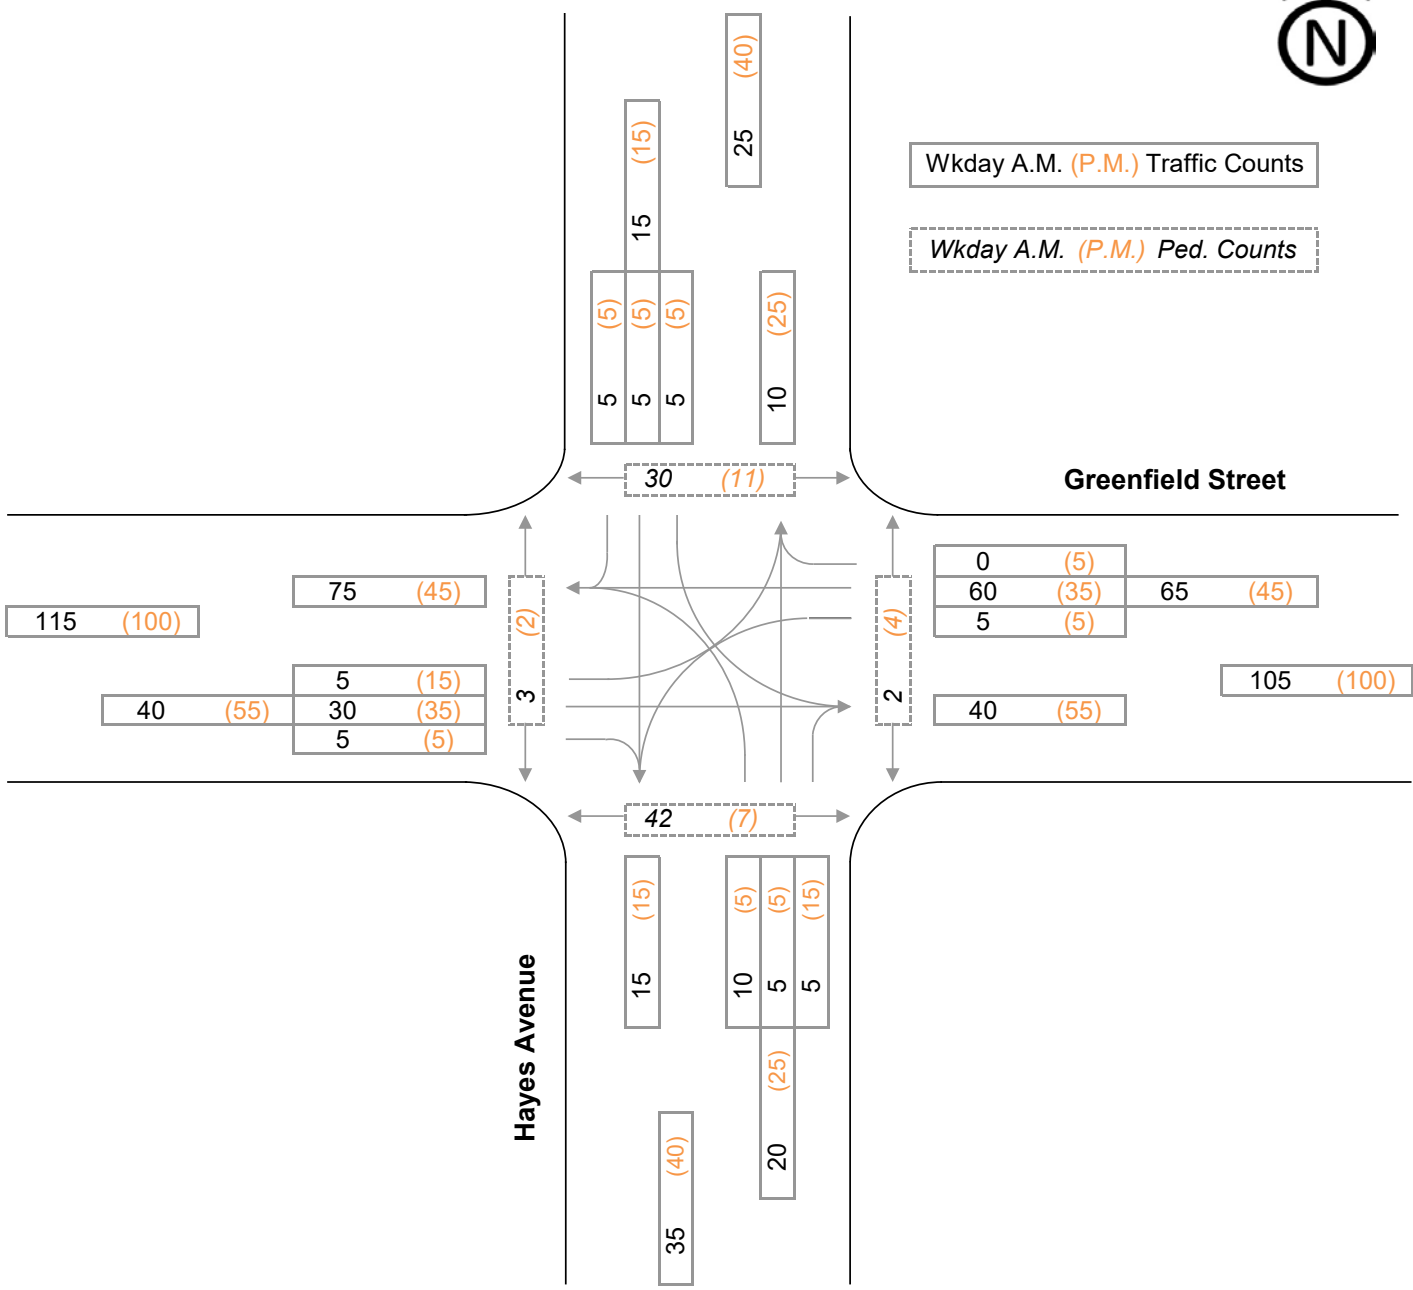 N
(40)
25
(15)
15
Wkday A.M. (P.M.) Traffic Counts
Wkday A.M. (P.M.) Ped. Counts
(5) (5) (5) (25)
5 5 5 10
30 (11)
Greenfield Street
0 (5)
75 (45)
60 (35) 65 (45)
115 (100)
5 (5)
(2)
3
(4)
2
5 (15)
105 (100)
40 (55) 30 (35)
40 (55)
5 (5)
42 (7)
(15) (5) (5) (15)
15 10 5 5
Hayes Avenue
(25)
20
(40)
35